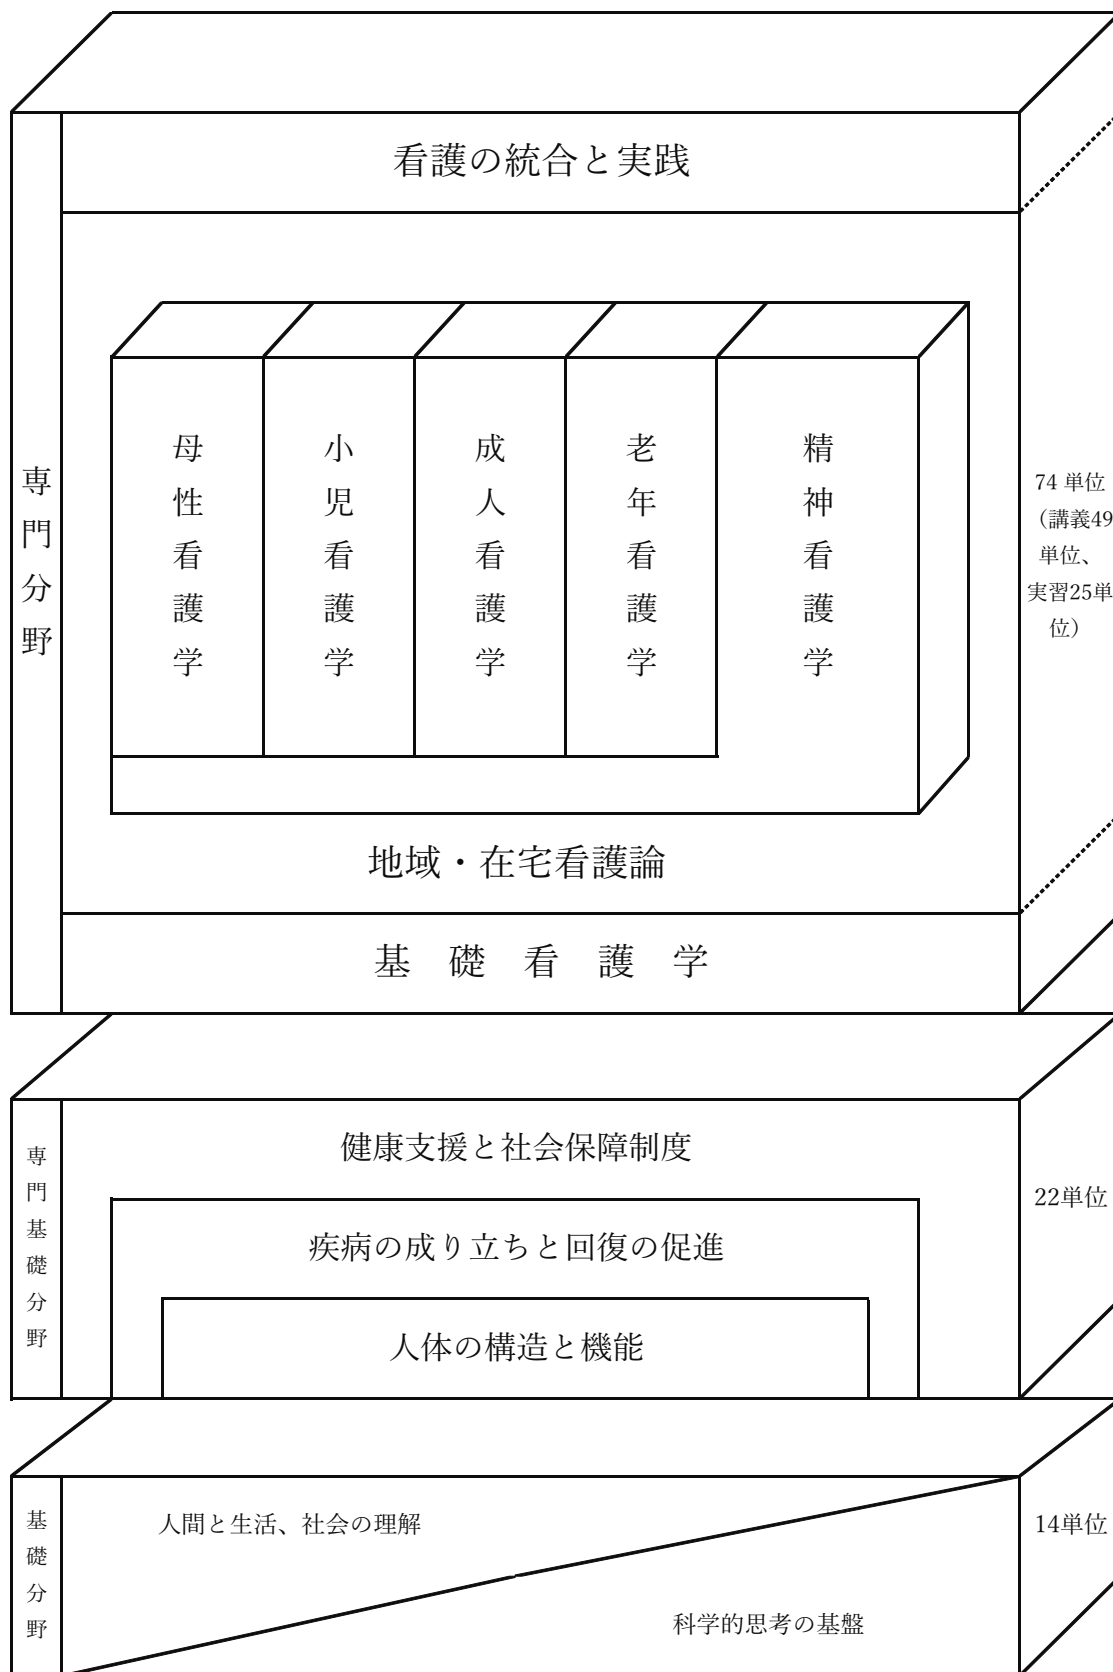 看護の統合と実践
専門分野
母性看護学
小児看護学
成人看護学
老年看護学
精神看護学
74 単位
（講義49
単位、
実習25単
位）
地域・在宅看護論
基礎看護学
専門基礎分野
健康支援と社会保障制度
22単位
疾病の成り立ちと回復の促進
人体の構造と機能
基礎分野
人間と生活、社会の理解
14単位
科学的思考の基盤